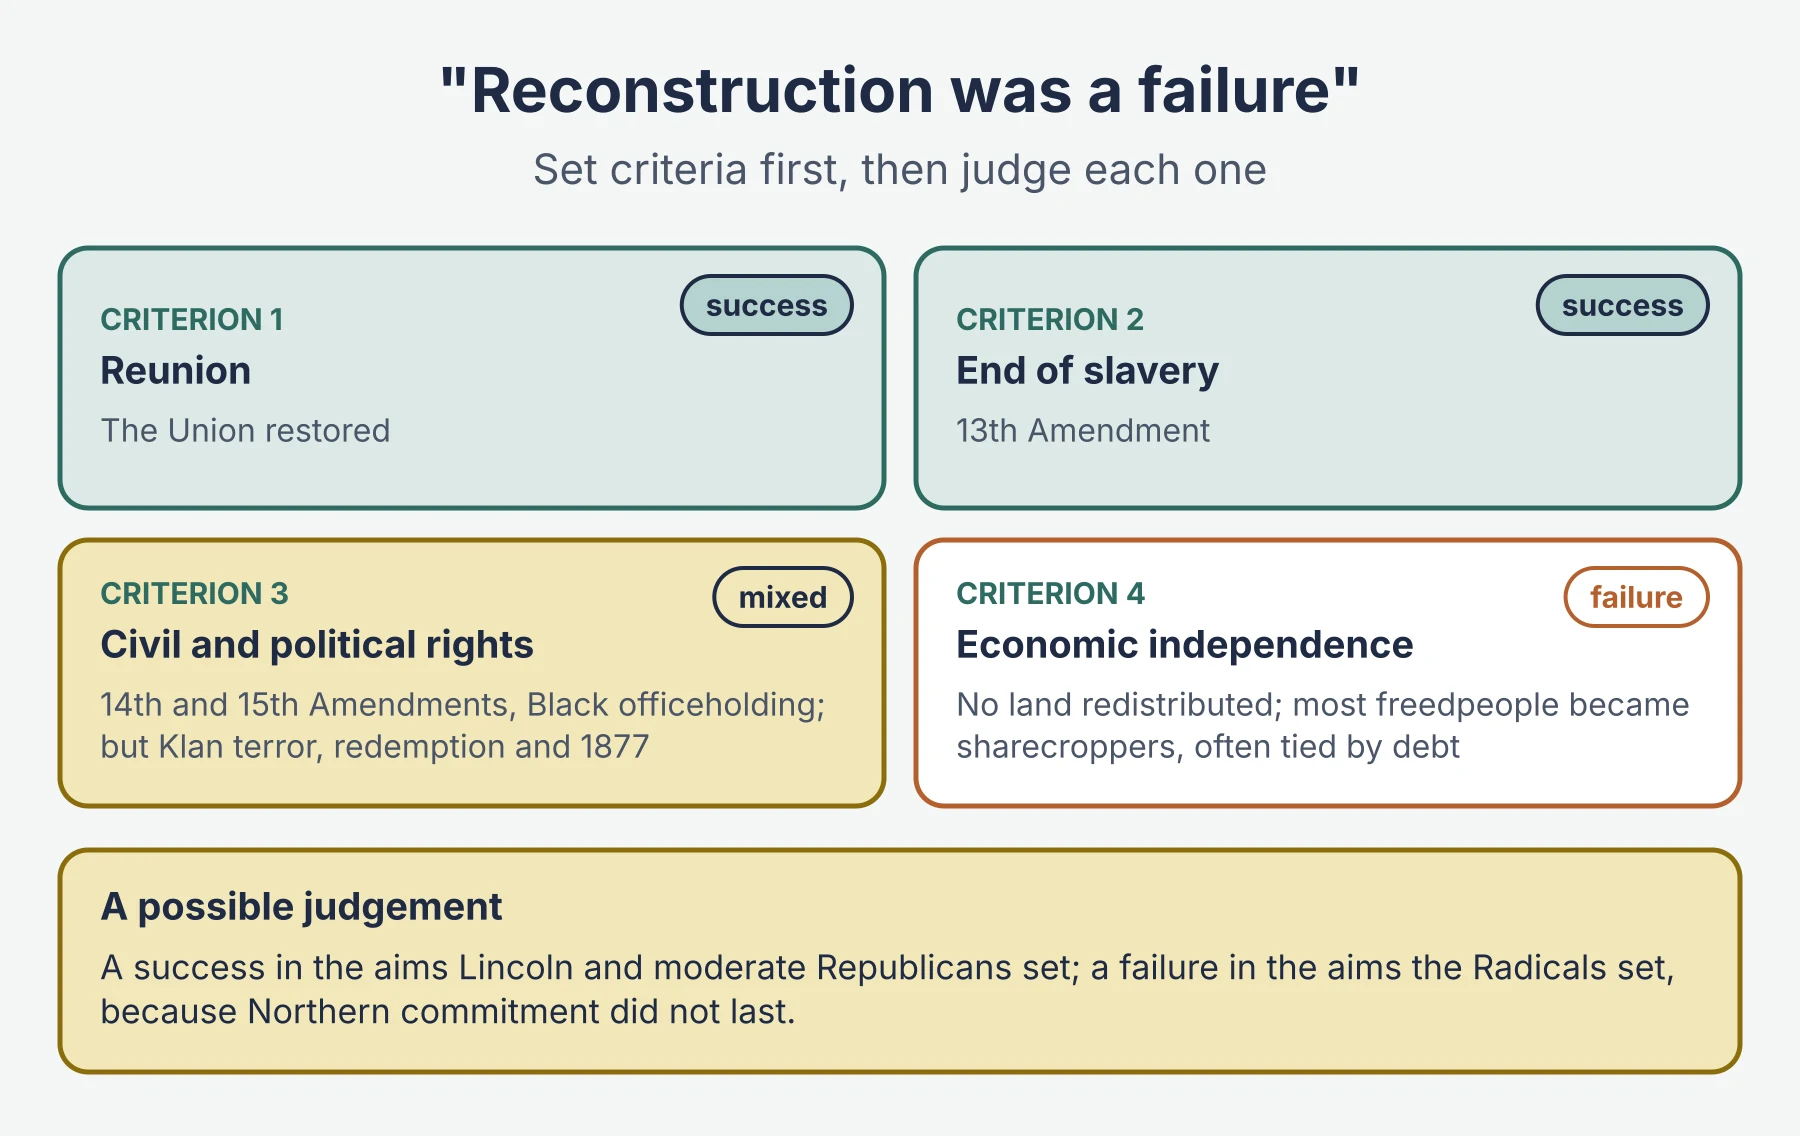 "Reconstruction was a failure"
Set criteria first, then judge each one
CRITERION 1
success
Reunion
The Union restored
CRITERION 2
success
End of slavery
13th Amendment
CRITERION 3
mixed
Civil and political rights
14th and 15th Amendments, Black officeholding;
but Klan terror, redemption and 1877
CRITERION 4
failure
Economic independence
No land redistributed; most freedpeople became
sharecroppers, often tied by debt
A possible judgement
A success in the aims Lincoln and moderate Republicans set; a failure in the aims the Radicals set,
because Northern commitment did not last.